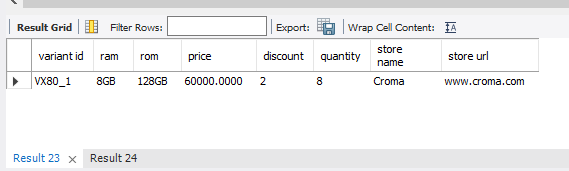 Result Grid Filter Rows: Export: Wrap Cell Content: IA
variant id ram rom price discount quantity store name store url
VX80_1 8GB 128GB 60000.0000 2 8 Croma www.croma.com
Result 23 × Result 24